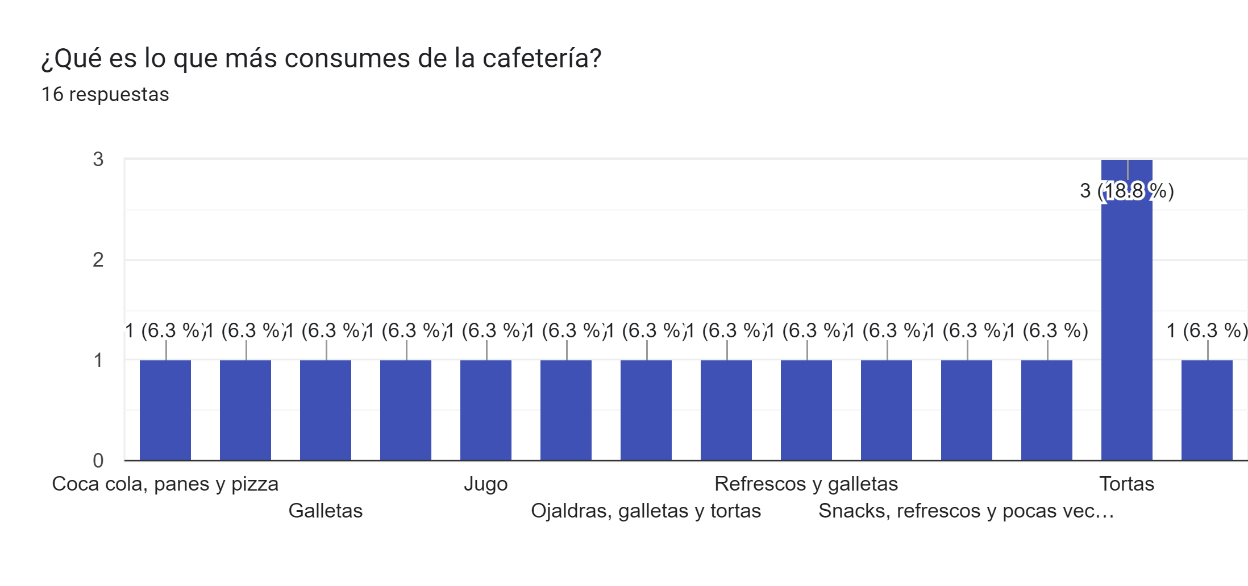 ¿Qué es lo que más consumes de la cafetería?
16 respuestas
3
3 (18.8 %)
2
1 (6.3 %) 1 (6.3 %) 1 (6.3 %) 1 (6.3 %) 1 (6.3 %) 1 (6.3 %) 1 (6.3 %) 1 (6.3 %) 1 (6.3 %) 1 (6.3 %) 1 (6.3 %) 1 (6.3 %) 1 (6.3 %)
1
0
Coca cola, panes y pizza Jugo Refrescos y galletas Tortas
Galletas Ojaldras, galletas y tortas Snacks, refrescos y pocas vec…